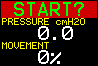 START?
PRESSURE cmH2O
0.0
MOVEMENT
0%